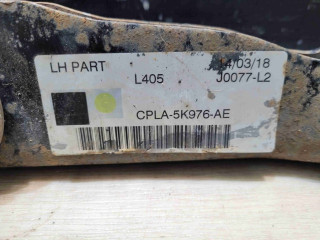 LH PART
14/03/18
L405
J0077-L2
CPLA-5K976-AE